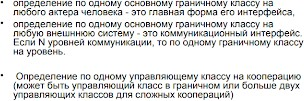 • определение по одному основному граничному классу на
любого актера человека - это главная форма его интерфейса,
• определение по одному основному граничному классу на
любую внешннюю систему - это коммуникационный интерфейс.
Если N уровней коммуникации, то по одному граничному классу
на уровень.
• Определение по одному управляющему классу на кооперацию
(может быть управляющий класс в граничном или больше двух
управляющих классов для сложных коопераций)